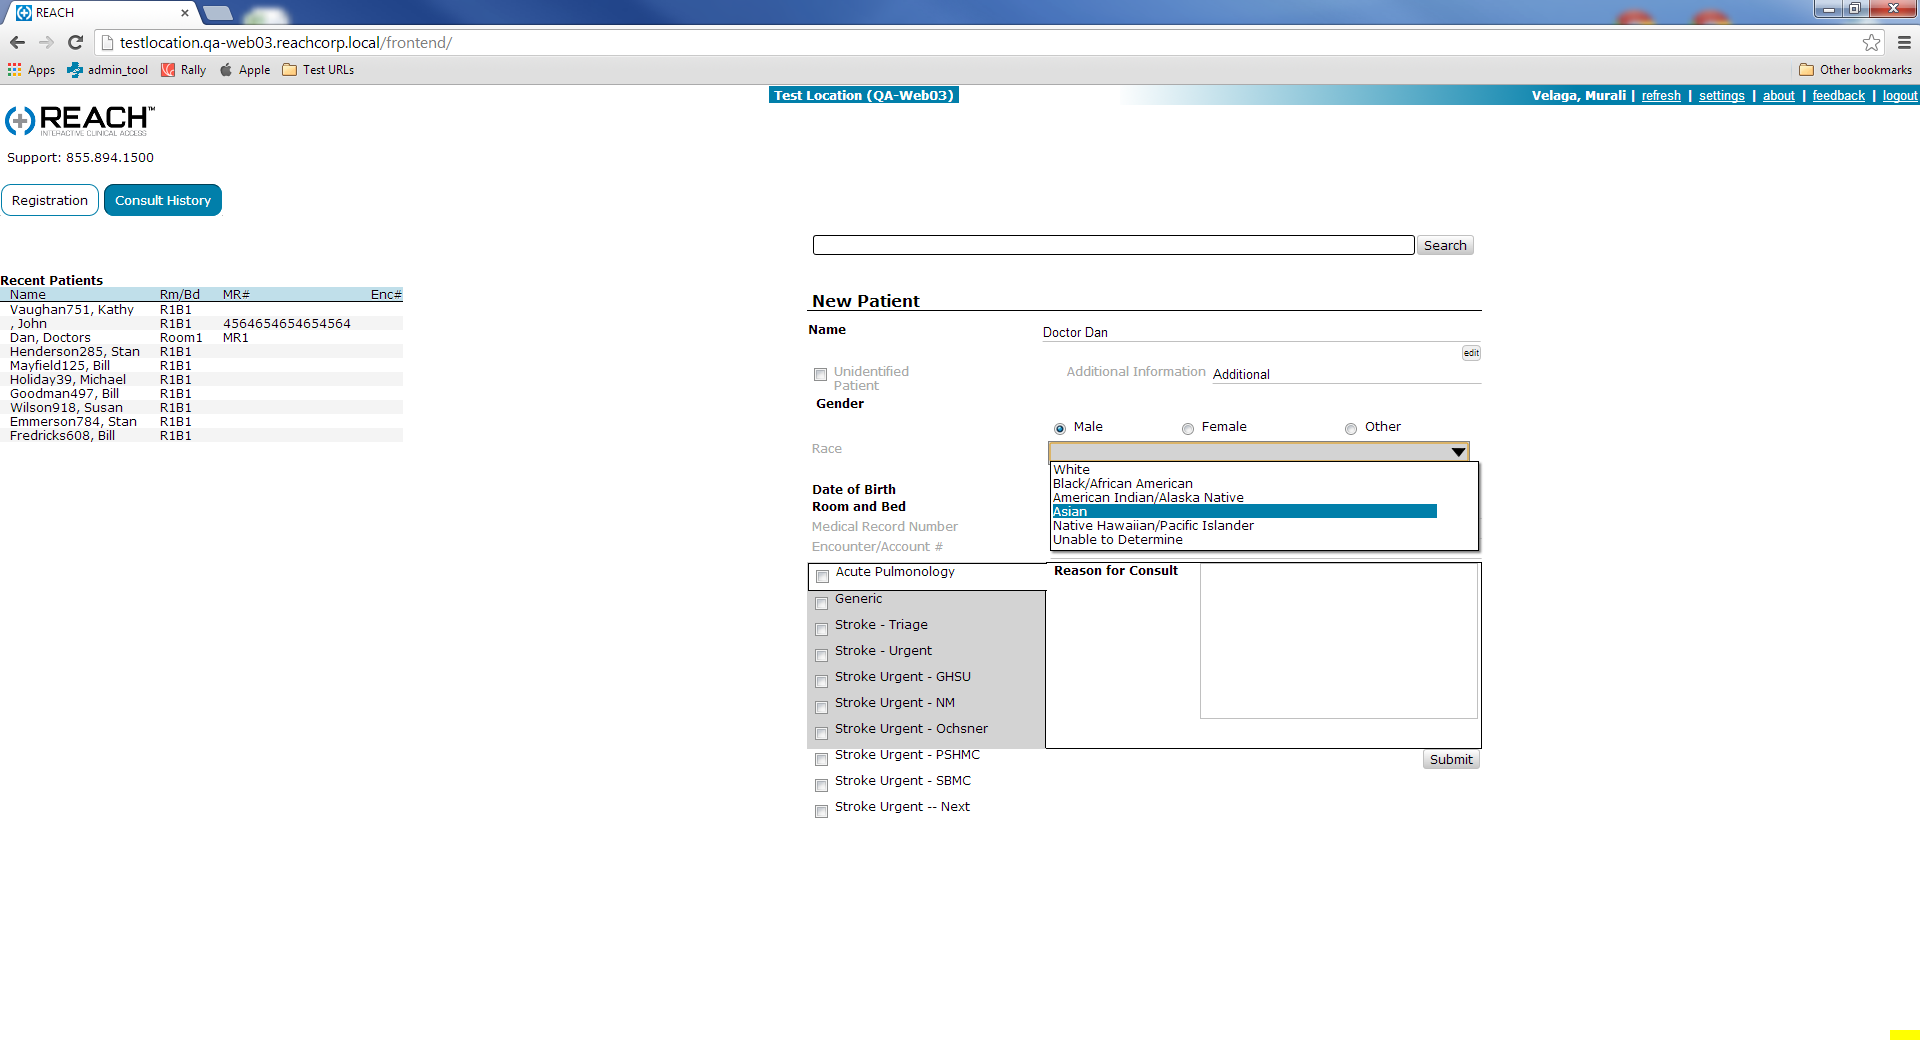 REACH
testlocation.qa-web03.reachcorp.local/frontend/
Apps admin_tool Rally Apple Test URLs Other bookmarks
Test Location (QA-Web03) Velaga, Murali | refresh | settings | about | feedback | logout
REACH™
INTERACTIVE CLINICAL ACCESS
Support: 855.894.1500
Registration Consult History
Search
Recent Patients
Name Rm/Bd MR# Enc#
Vaughan751, Kathy R1B1
, John R1B1 4564654654654564
Dan, Doctors Room1 MR1
Henderson285, Stan R1B1
Mayfield125, Bill R1B1
Holiday39, Michael R1B1
Goodman497, Bill R1B1
Wilson918, Susan R1B1
Emmerson784, Stan R1B1
Fredricks608, Bill R1B1
New Patient
Name Doctor Dan
edit
Unidentified
Patient
Additional Information Additional
Gender
Male Female Other
Race
White
Black/African American
American Indian/Alaska Native
Asian
Native Hawaiian/Pacific Islander
Unable to Determine
Date of Birth
Room and Bed
Medical Record Number
Encounter/Account #
Acute Pulmonology
Generic
Stroke - Triage
Stroke - Urgent
Stroke Urgent - GHSU
Stroke Urgent - NM
Stroke Urgent - Ochsner
Stroke Urgent - PSHMC
Stroke Urgent - SBMC
Stroke Urgent -- Next
Reason for Consult
Submit